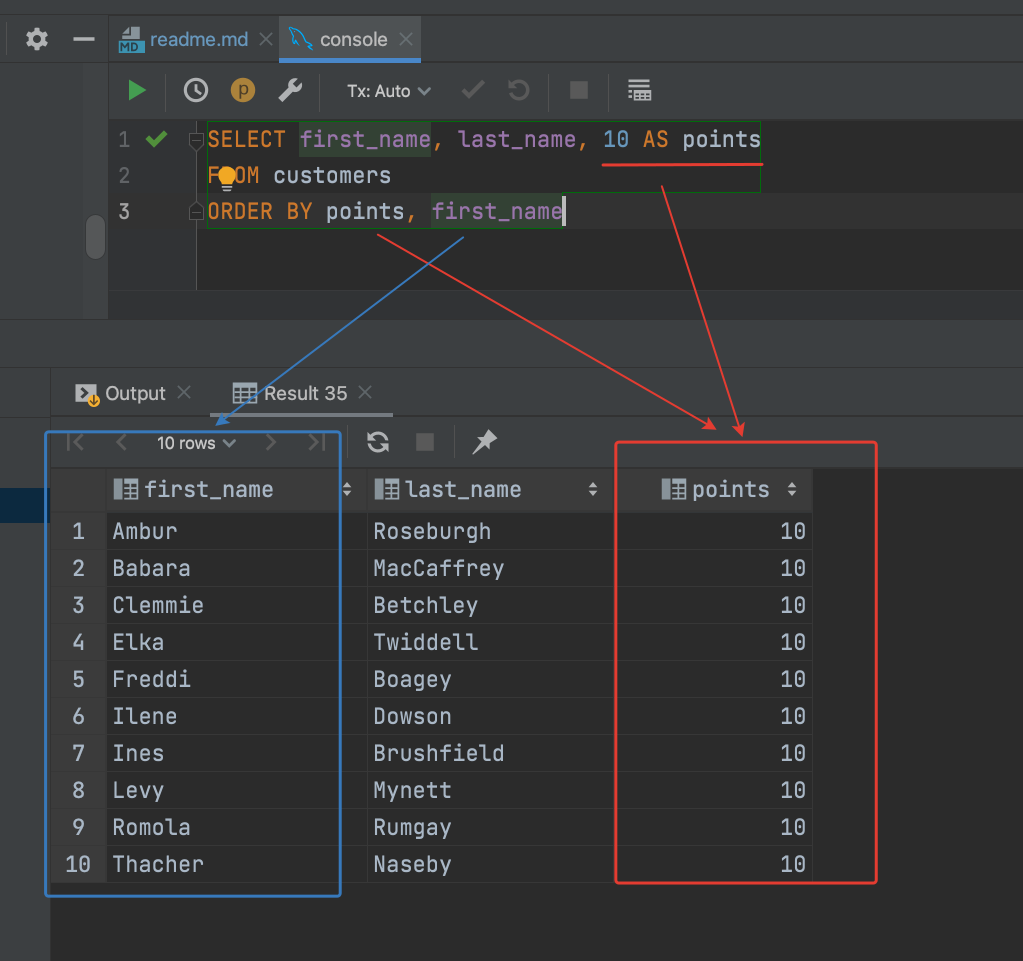 MD readme.md console
p Tx: Auto
1 SELECT first_name, last_name, 10 AS points
2 FROM customers
3 ORDER BY points, first_name
Output Result 35
10 rows
first_name last_name points
1 Ambur Roseburgh 10
2 Babara MacCaffrey 10
3 Clemmie Betchley 10
4 Elka Twiddell 10
5 Freddi Boagey 10
6 Ilene Dowson 10
7 Ines Brushfield 10
8 Levy Mynett 10
9 Romola Rumgay 10
10 Thacher Naseby 10